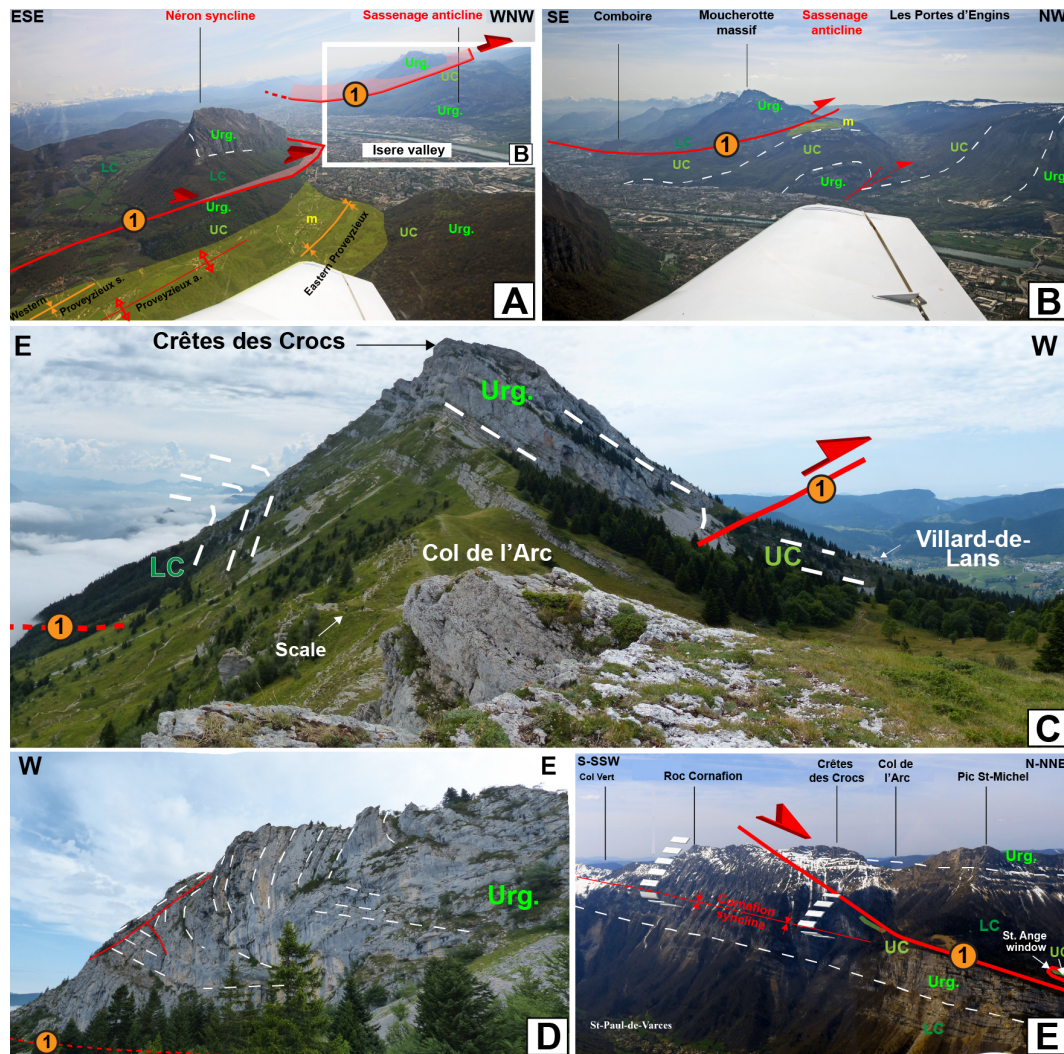 ESE
Néron syncline
Sassenage anticline
WNW
Urg.
UC
Urg.
1
Isere valley
B
Urg.
LC
LC
1
Urg.
UC
m
UC
Urg.
Eastern Proveyzieux
Western
Proveyzieux s.
Proveyzieux a.
A
SE
Comboire
Moucherotte
massif
Sassenage
anticline
Les Portes d’Engins
NW
Urg.
m
LC
1
UC
UC
UC
Urg.
Urg.
B
E
Crêtes des Crocs
W
Urg.
1
LC
Col de l’Arc
UC
Villard-de-
Lans
1
Scale
C
W
E
Urg.
1
D
S-SSW
Col Vert
Roc Cornafion
Crêtes
des Crocs
Col de
l’Arc
Pic St-Michel
N-NNE
Urg.
Cornafion
syncline
LC
UC
St. Ange
window
UC
1
Urg.
LC
St-Paul-de-Varces
E